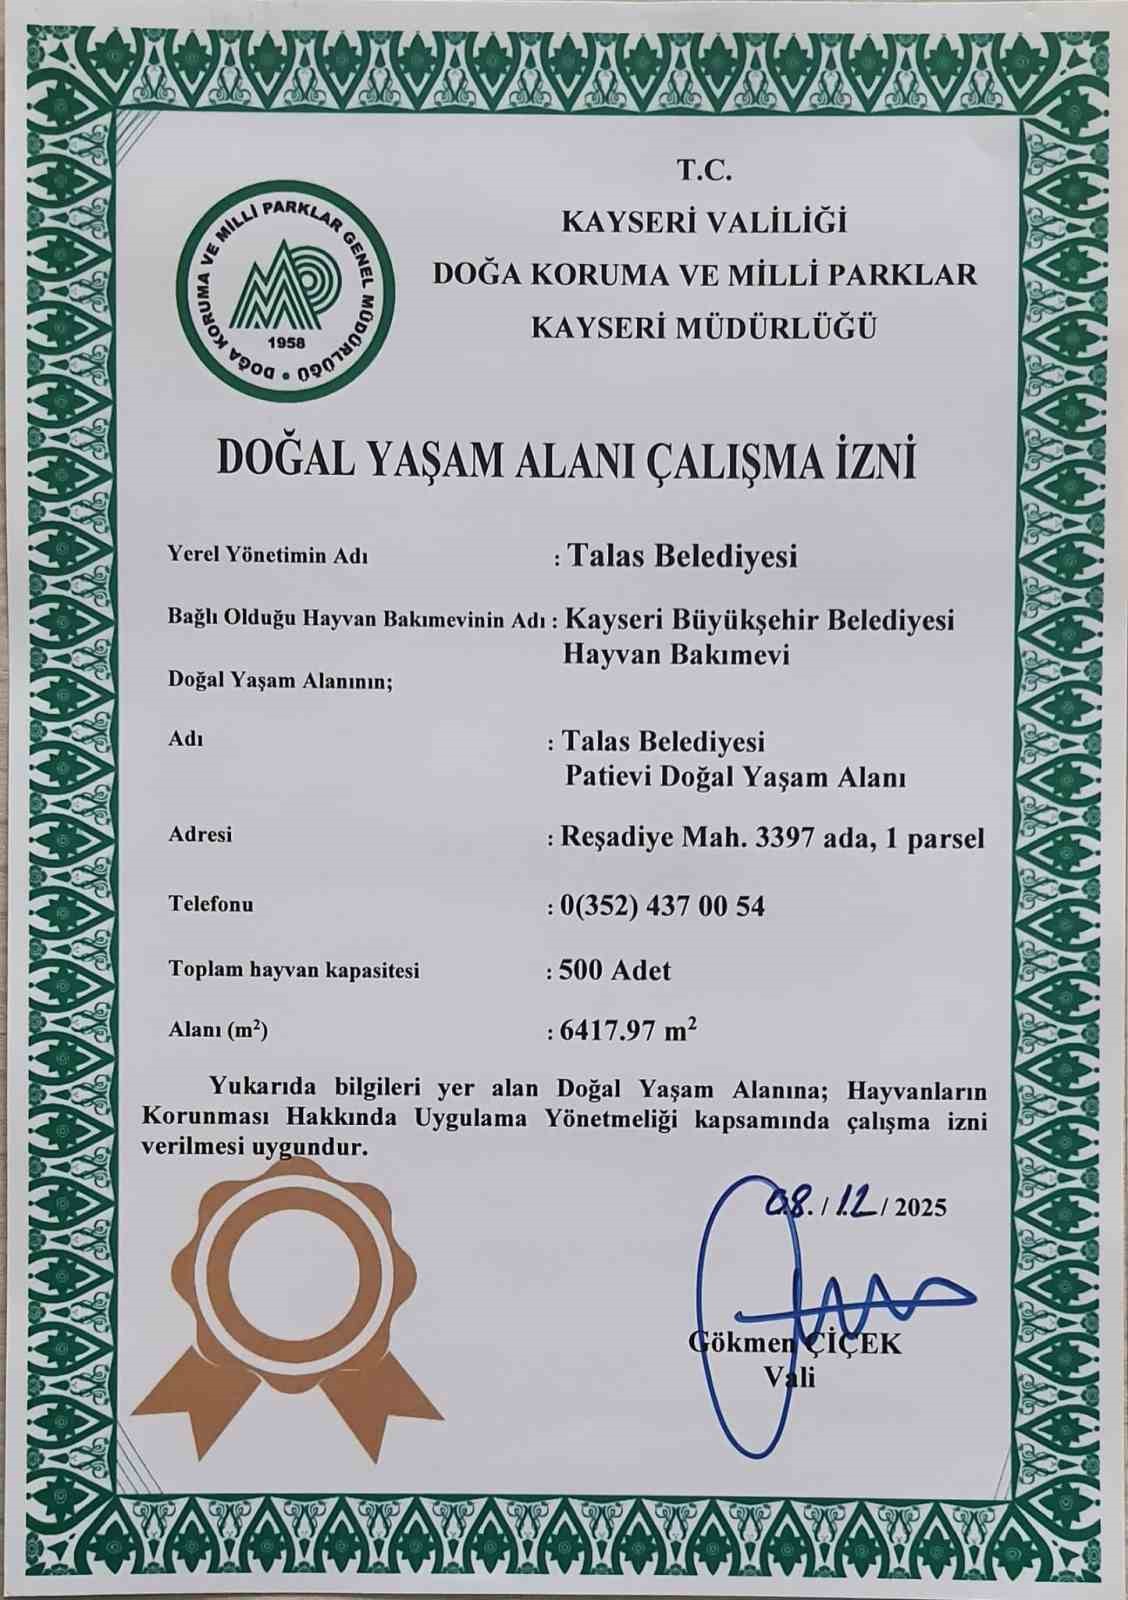 T.C.
KAYSERİ VALİLİĞİ
DOĞA KORUMA VE MİLLİ PARKLAR
KAYSERİ MÜDÜRLÜĞÜ
DOĞA KORUMA VE MİLLİ PARKLAR GENEL MÜDÜRLÜĞÜ
1958
DOĞAL YAŞAM ALANI ÇALIŞMA İZNİ
Yerel Yönetimin Adı : Talas Belediyesi
Bağlı Olduğu Hayvan Bakımevinin Adı : Kayseri Büyükşehir Belediyesi
Hayvan Bakımevi
Doğal Yaşam Alanının;
Adı : Talas Belediyesi
Patievi Doğal Yaşam Alanı
Adresi : Reşadiye Mah. 3397 ada, 1 parsel
Telefonu : 0(352) 437 00 54
Toplam hayvan kapasitesi : 500 Adet
Alanı (m²) : 6417.97 m²
Yukarıda bilgileri yer alan Doğal Yaşam Alanına; Hayvanların
Korunması Hakkında Uygulama Yönetmeliği kapsamında çalışma izni
verilmesi uygundur.
08. / 12 / 2025
Gökmen ÇİÇEK
Vali